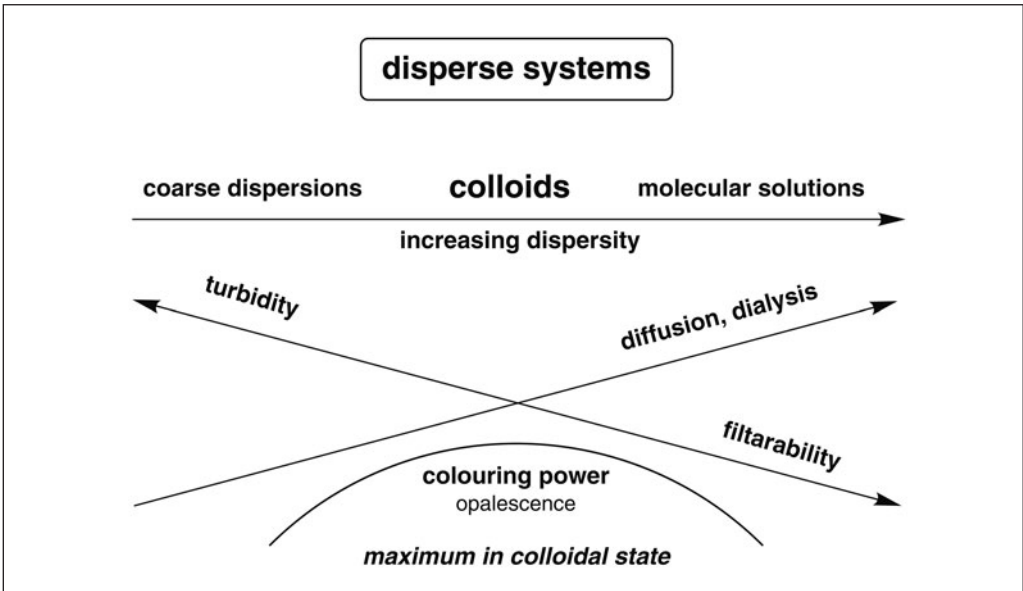 disperse systems
coarse dispersions
colloids
molecular solutions
increasing dispersity
turbidity
diffusion, dialysis
filtarability
colouring power
opalescence
maximum in colloidal state